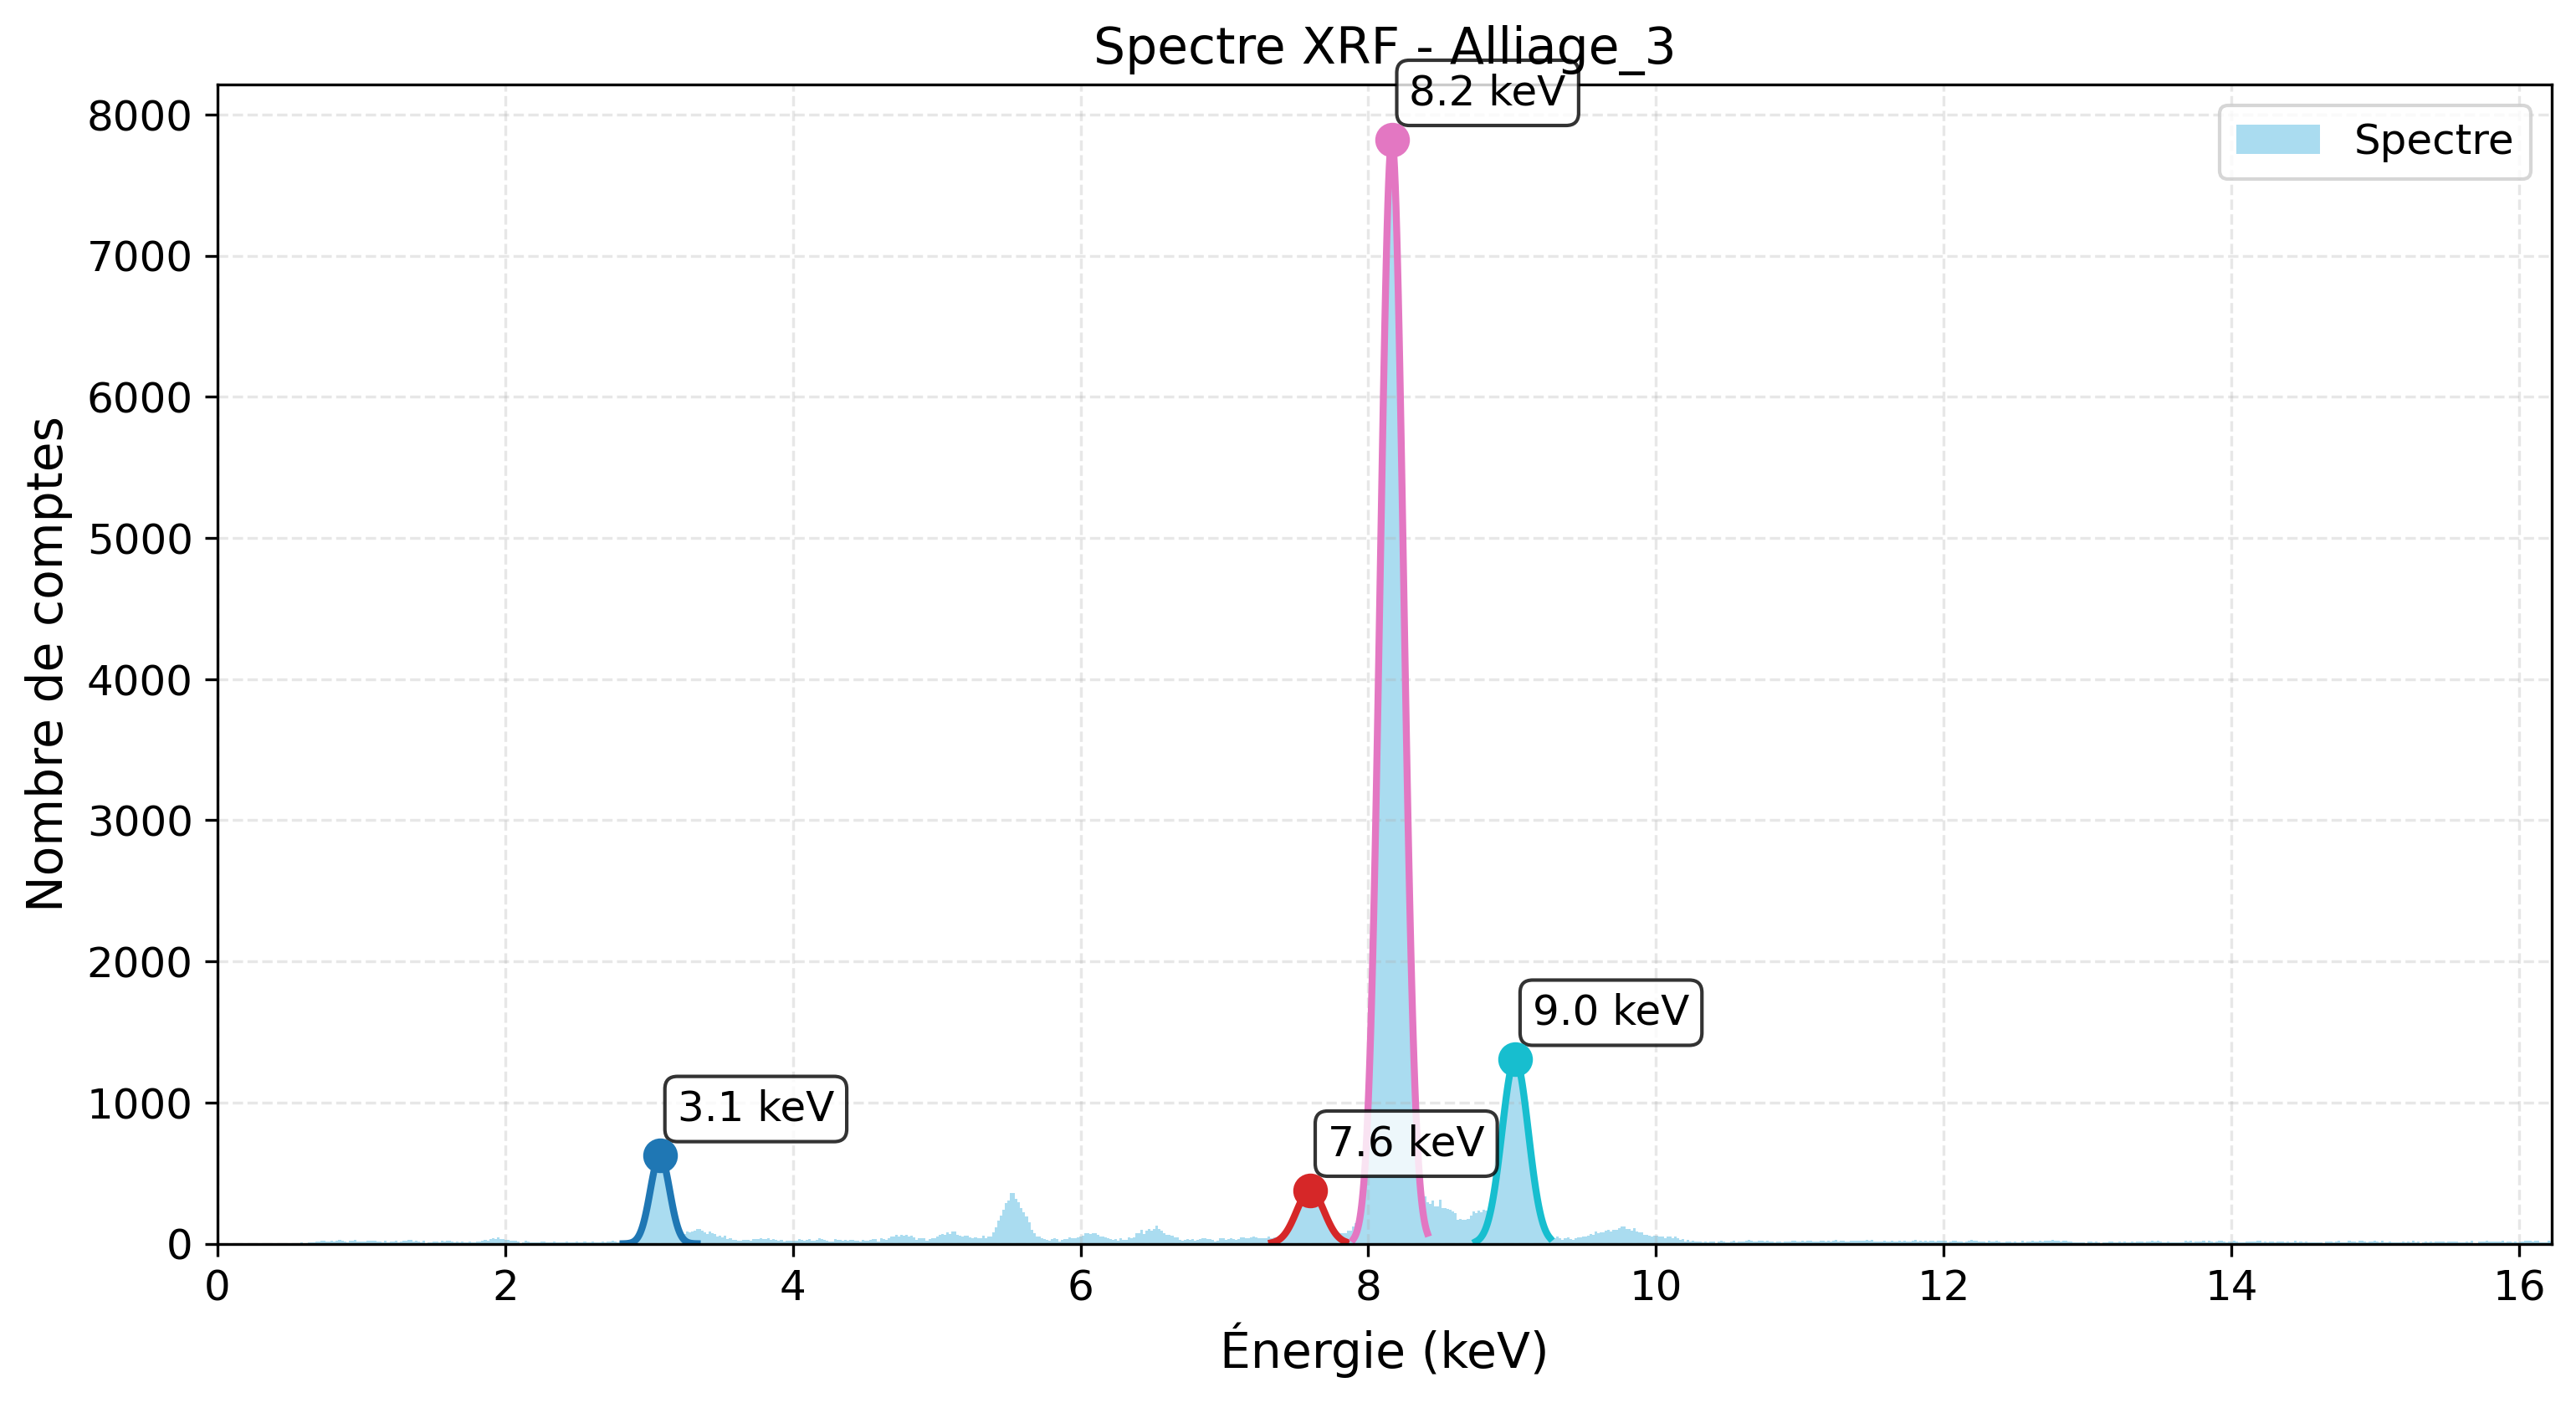 Spectre XRF - Alliage_3
8.2 keV
Spectre
9.0 keV
3.1 keV
7.6 keV
Nombre de comptes
8000
7000
6000
5000
4000
3000
2000
1000
0
0 2 4 6 8 10 12 14 16
Énergie (keV)